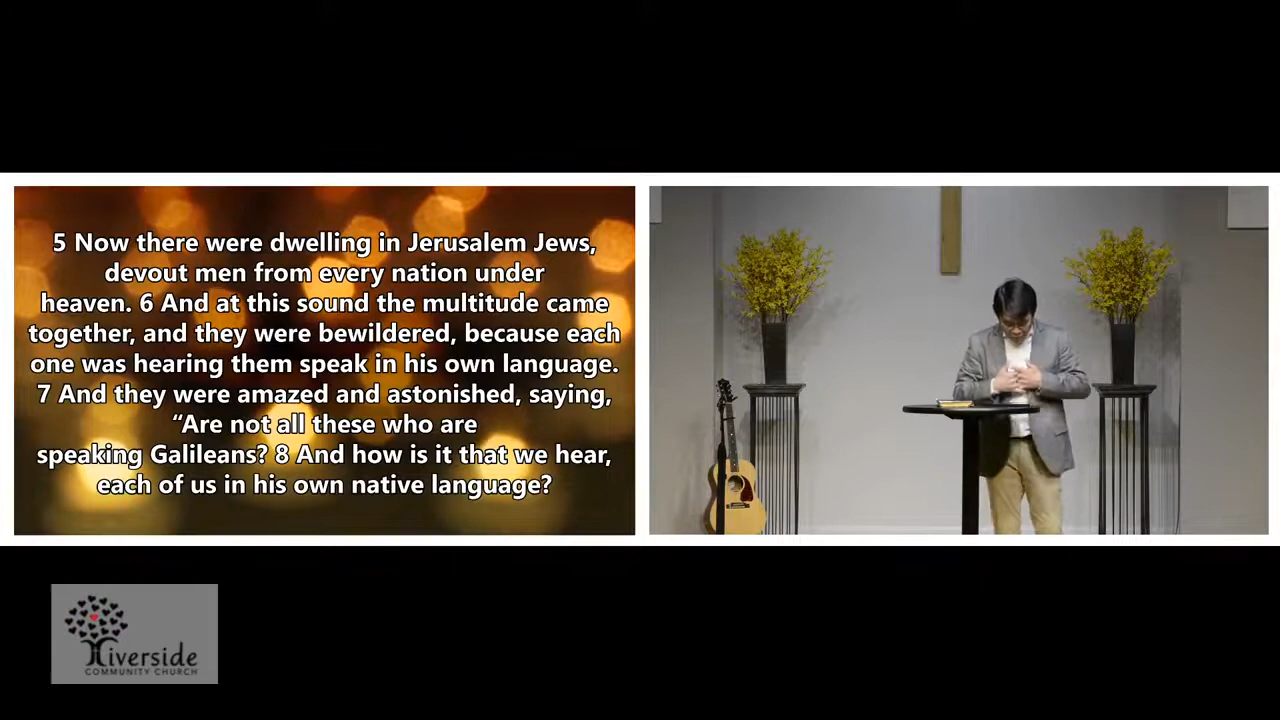 5 Now there were dwelling in Jerusalem Jews,
devout men from every nation under
heaven. 6 And at this sound the multitude came
together, and they were bewildered, because each
one was hearing them speak in his own language.
7 And they were amazed and astonished, saying,
“Are not all these who are
speaking Galileans? 8 And how is it that we hear,
each of us in his own native language?
Riverside
COMMUNITY CHURCH